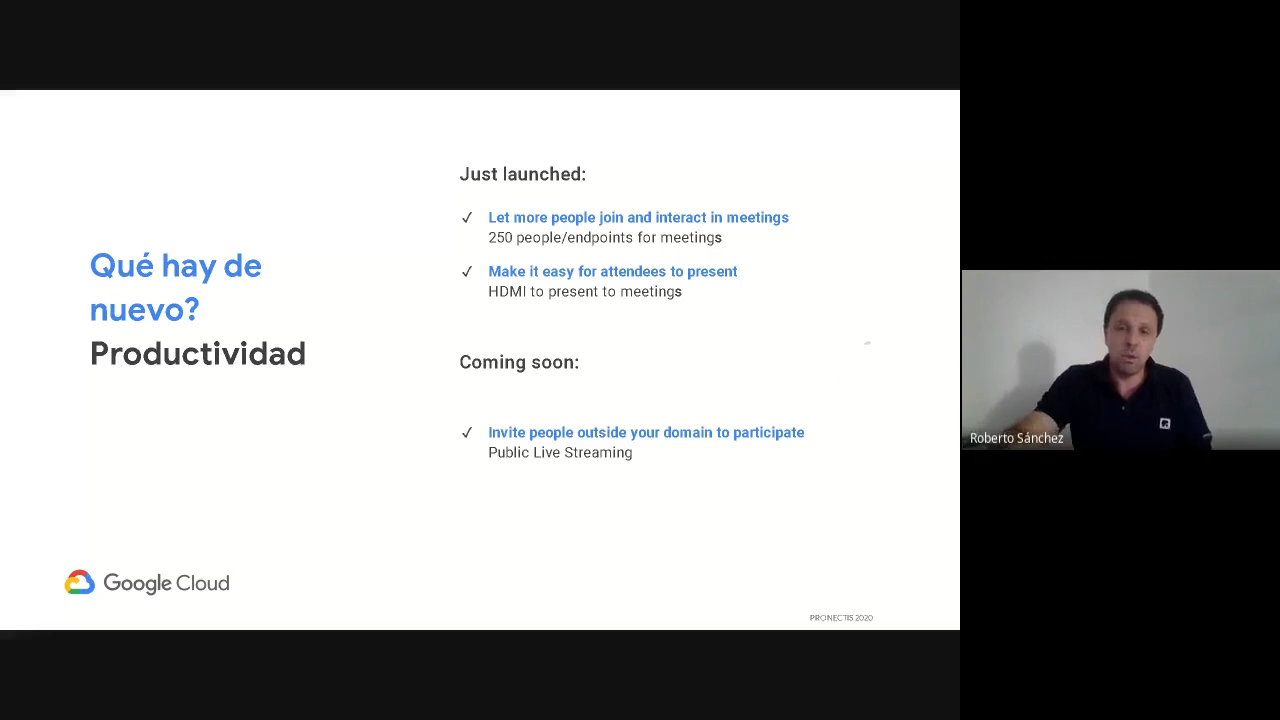 Just launched:
✓ Let more people join and interact in meetings
250 people/endpoints for meetings
✓ Make it easy for attendees to present
HDMI to present to meetings
Qué hay de
nuevo?
Productividad
Coming soon:
✓ Invite people outside your domain to participate
Public Live Streaming
Google Cloud
PRONECTIS 2020
Roberto Sánchez